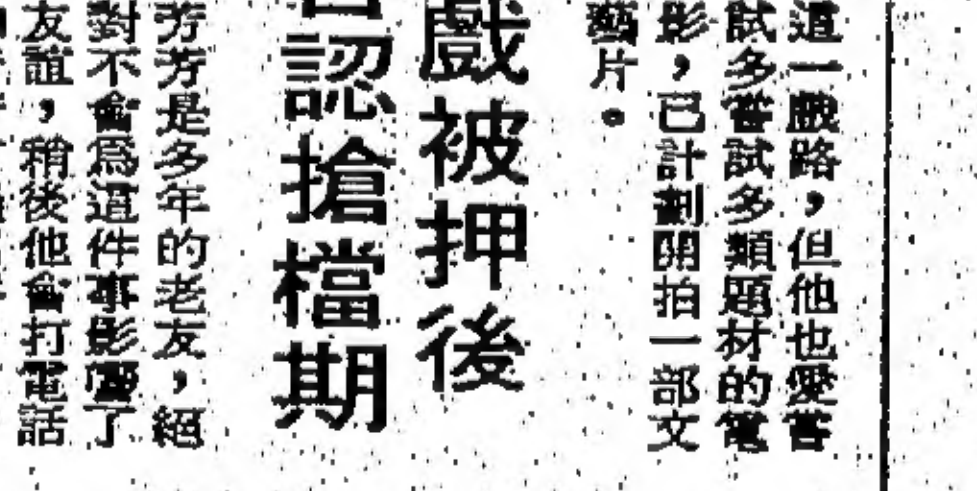 這一戲路，但他也愛嘗
試多嘗試多類題材的電
影，已計劃開拍一部文
藝片。
戲被押後
認搶檔期
芳芳是多年的老友，絕
對不會爲這件事影響了
友誼，稍後他會打電話